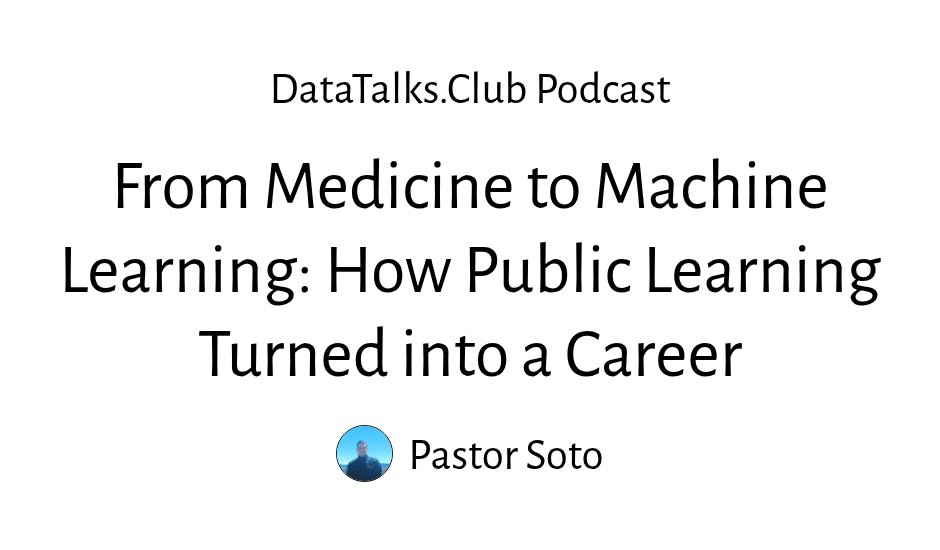 DataTalks.Club Podcast
From Medicine to Machine
Learning: How Public Learning
Turned into a Career
Pastor Soto